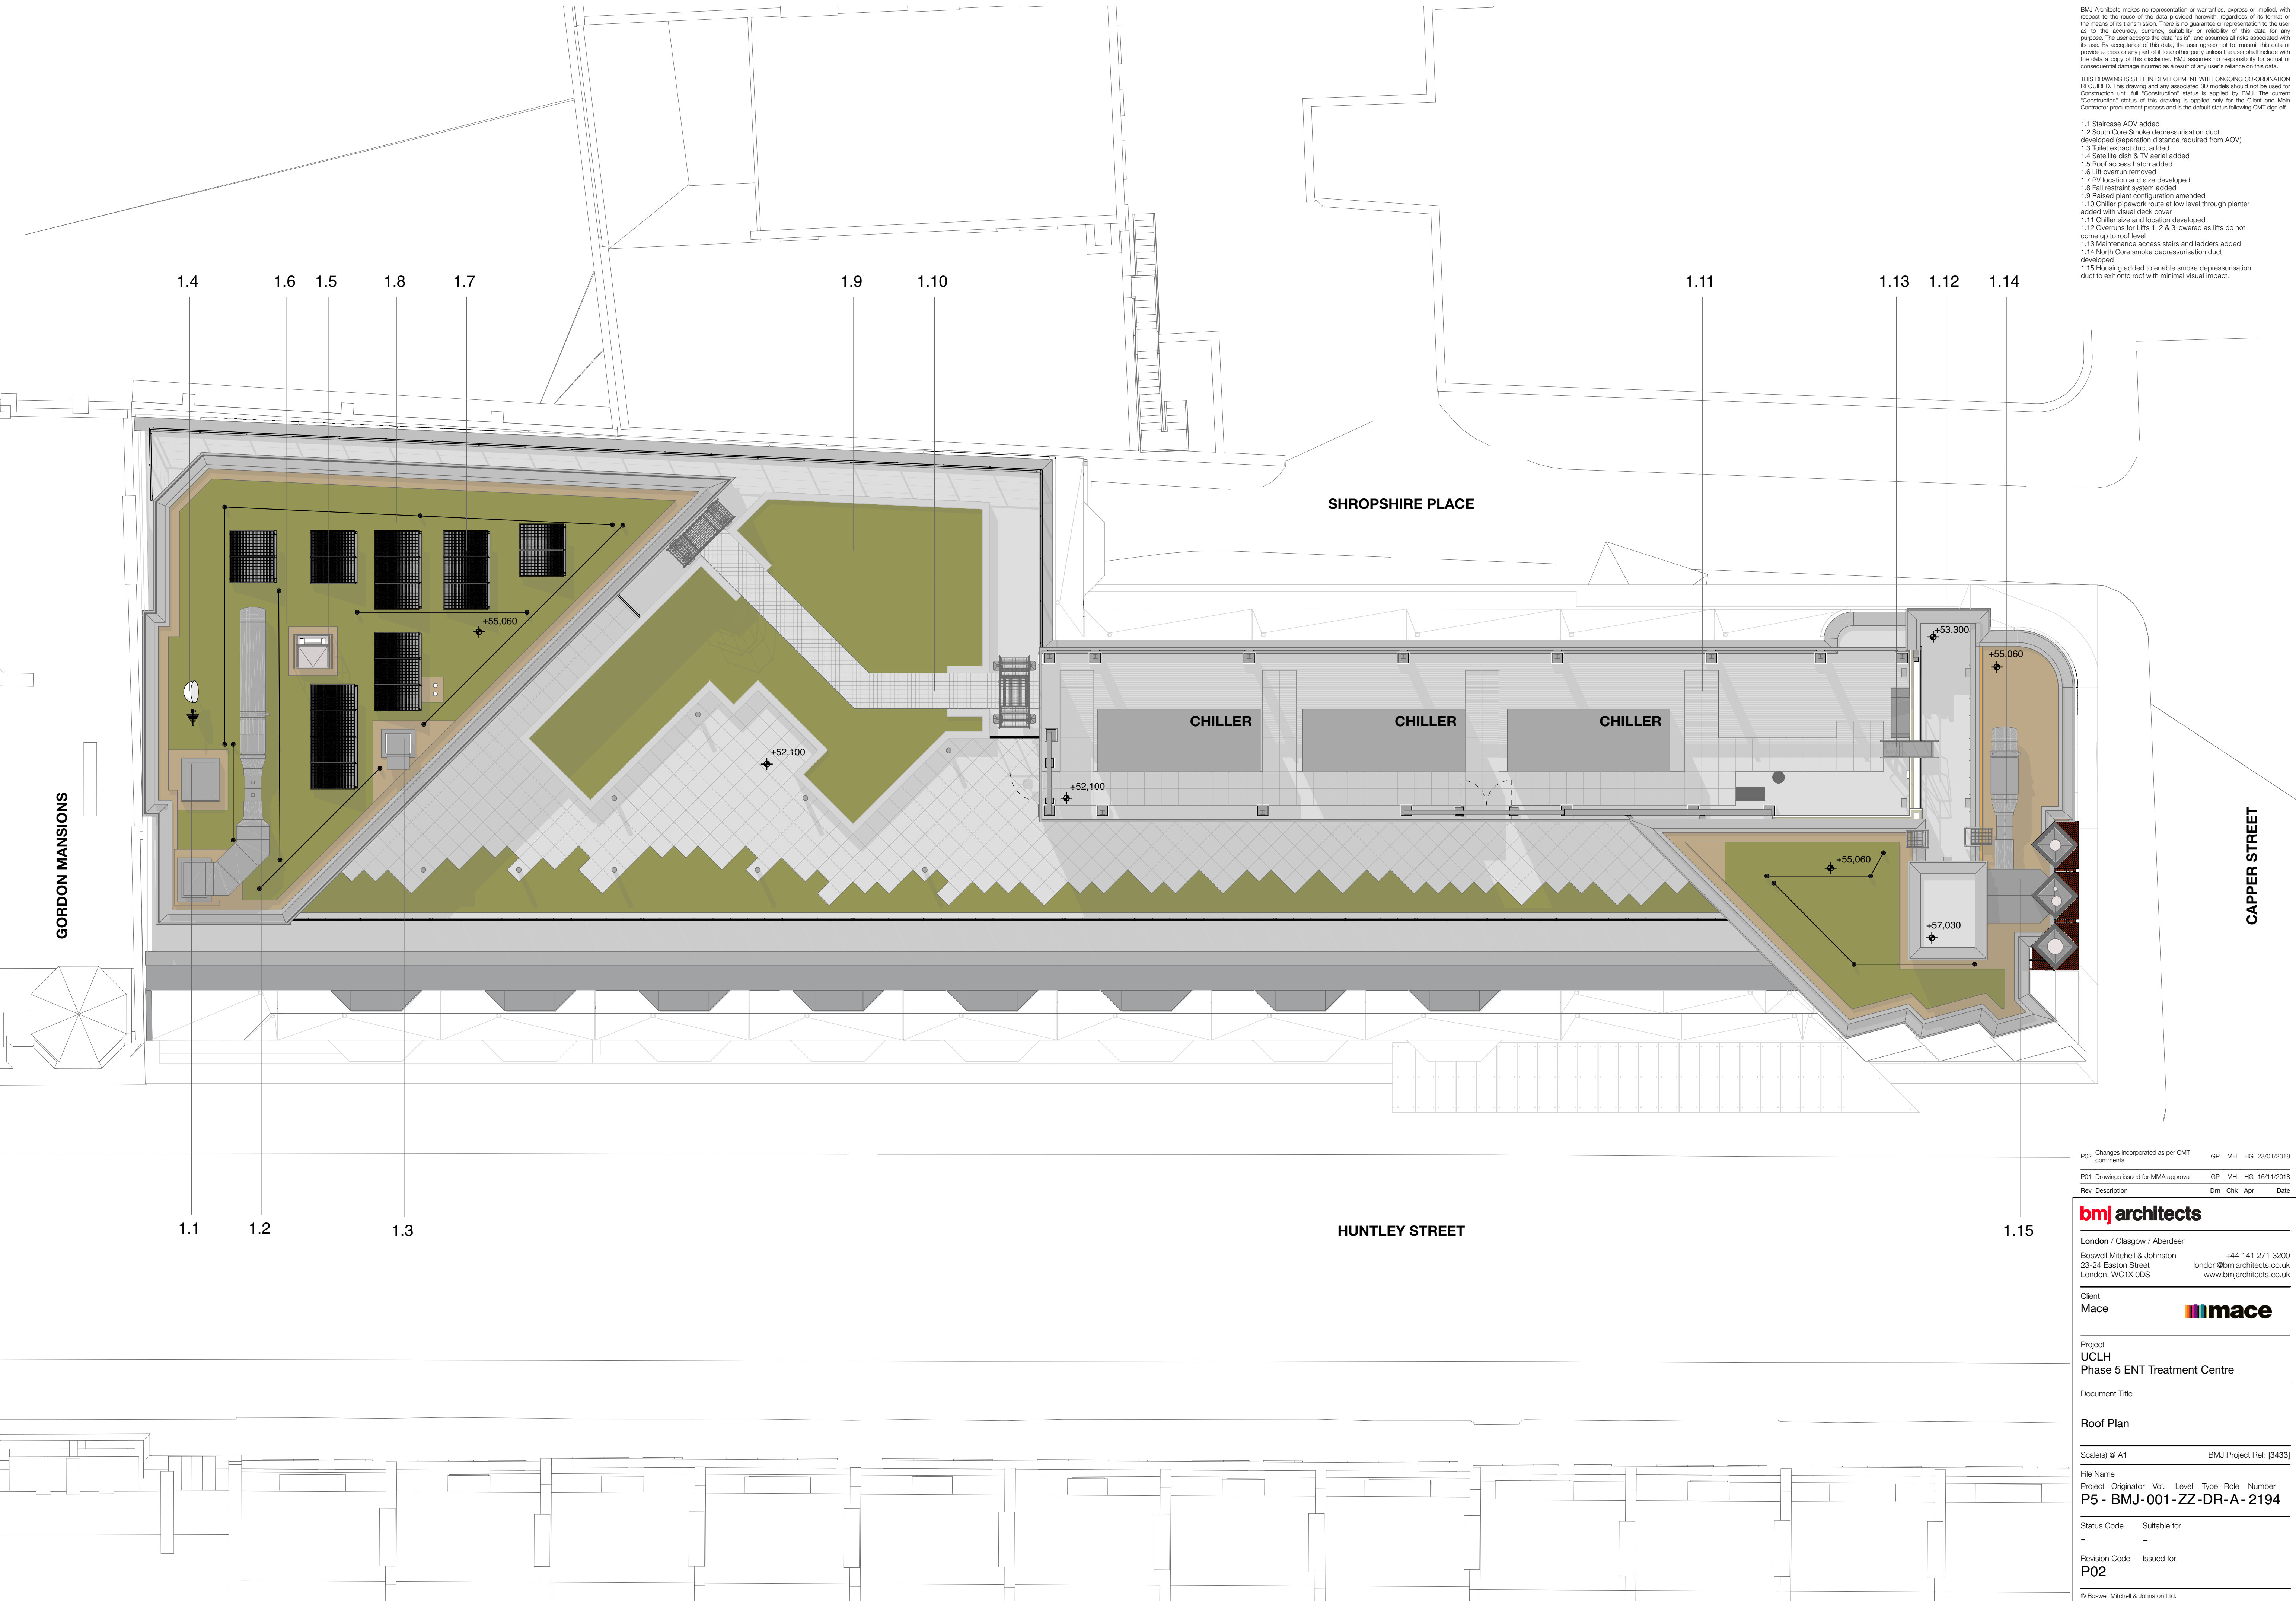 BMJ Architects makes no representation or warranties, express or implied, with
respect to the reuse of the data provided herewith, regardless of its format or
the means of its transmission. There is no guarantee or representation to the user
as to the accuracy, currency, suitability or reliability of this data for any
purpose. The user accepts the data "as is", and assumes all risks associated with
its use. By acceptance of this data, the user agrees not to transmit this data or
provide access or any part of it to another party unless the user shall include with
the data a copy of this disclaimer. BMJ assumes no responsibility for actual or
consequential damage incurred as a result of any user's reliance on this data.
THIS DRAWING IS STILL IN DEVELOPMENT WITH ONGOING CO-ORDINATION
REQUIRED. This drawing and any associated 3D models should not be used for
Construction until full "Construction" status is applied by BMJ. The current
"Construction" status of this drawing is applied only for the Client and Main
Contractor procurement process and is the default status following CMT sign off.
1.1 Staircase AOV added
1.2 South Core Smoke depressurisation duct
developed (separation distance required from AOV)
1.3 Toilet extract duct added
1.4 Satellite dish & TV aerial added
1.5 Roof access hatch added
1.6 Lift overrun removed
1.7 PV location and size developed
1.8 Fall restraint system added
1.9 Raised plant configuration amended
1.10 Chiller pipework route at low level through planter
added with visual deck cover
1.11 Chiller size and location developed
1.12 Overruns for Lifts 1, 2 & 3 lowered as lifts do not
come up to roof level
1.13 Maintenance access stairs and ladders added
1.14 North Core smoke depressurisation duct
developed
1.15 Housing added to enable smoke depressurisation
duct to exit onto roof with minimal visual impact.
1.4 1.6 1.5 1.8 1.7 1.9 1.10 1.11 1.13 1.12 1.14
SHROPSHIRE PLACE
+55,060
+53.300
+55,060
CHILLER CHILLER CHILLER
+52,100
+52,100
GORDON MANSIONS
CAPPER STREET
+55,060
+57,030
1.1 1.2 1.3
HUNTLEY STREET
1.15
P02 Changes incorporated as per CMT comments GP MH HG 23/01/2019
P01 Drawings issued for MMA approval GP MH HG 16/11/2018
Rev Description Drn Chk Apr Date
bmj architects
London / Glasgow / Aberdeen
Boswell Mitchell & Johnston +44 141 271 3200
23-24 Easton Street london@bmjarchitects.co.uk
London, WC1X 0DS www.bmjarchitects.co.uk
Client
Mace
mace
Project
UCLH
Phase 5 ENT Treatment Centre
Document Title
Roof Plan
Scale(s) @ A1 BMJ Project Ref: [3433]
File Name
Project Originator Vol. Level Type Role Number
P5 - BMJ-001-ZZ-DR-A-2194
Status Code Suitable for
- -
Revision Code Issued for
P02
© Boswell Mitchell & Johnston Ltd.